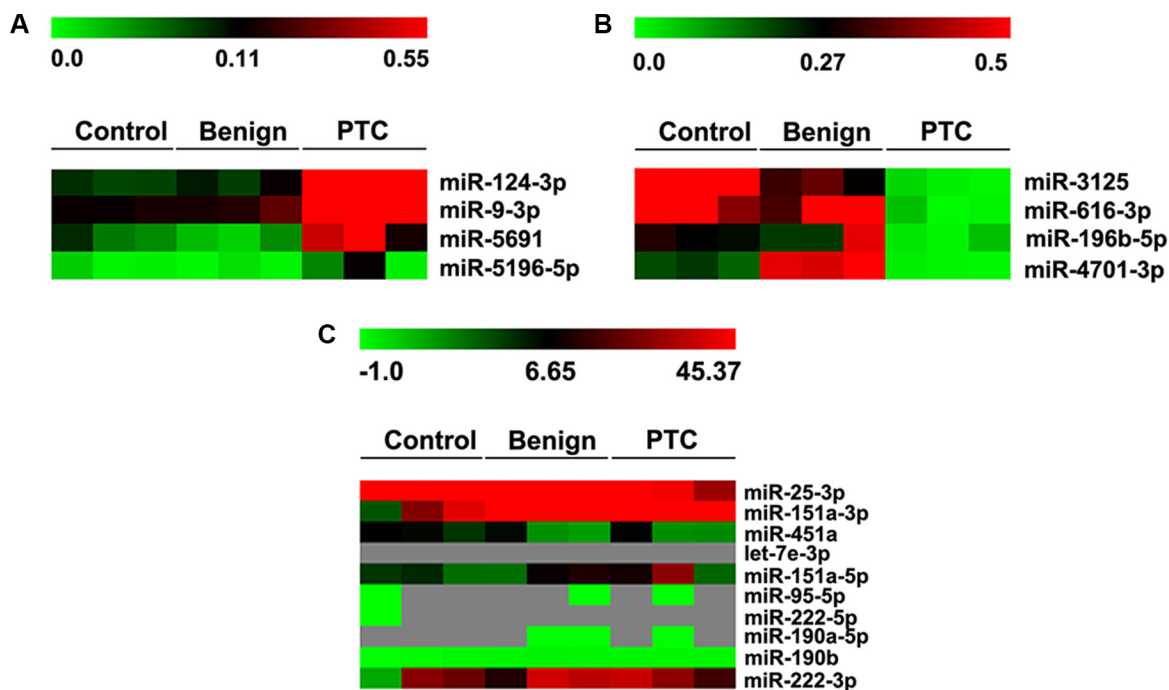 A
0.0 0.11 0.55
Control Benign PTC
miR-124-3p
miR-9-3p
miR-5691
miR-5196-5p
B
0.0 0.27 0.5
Control Benign PTC
miR-3125
miR-616-3p
miR-196b-5p
miR-4701-3p
C
-1.0 6.65 45.37
Control Benign PTC
miR-25-3p
miR-151a-3p
miR-451a
let-7e-3p
miR-151a-5p
miR-95-5p
miR-222-5p
miR-190a-5p
miR-190b
miR-222-3p